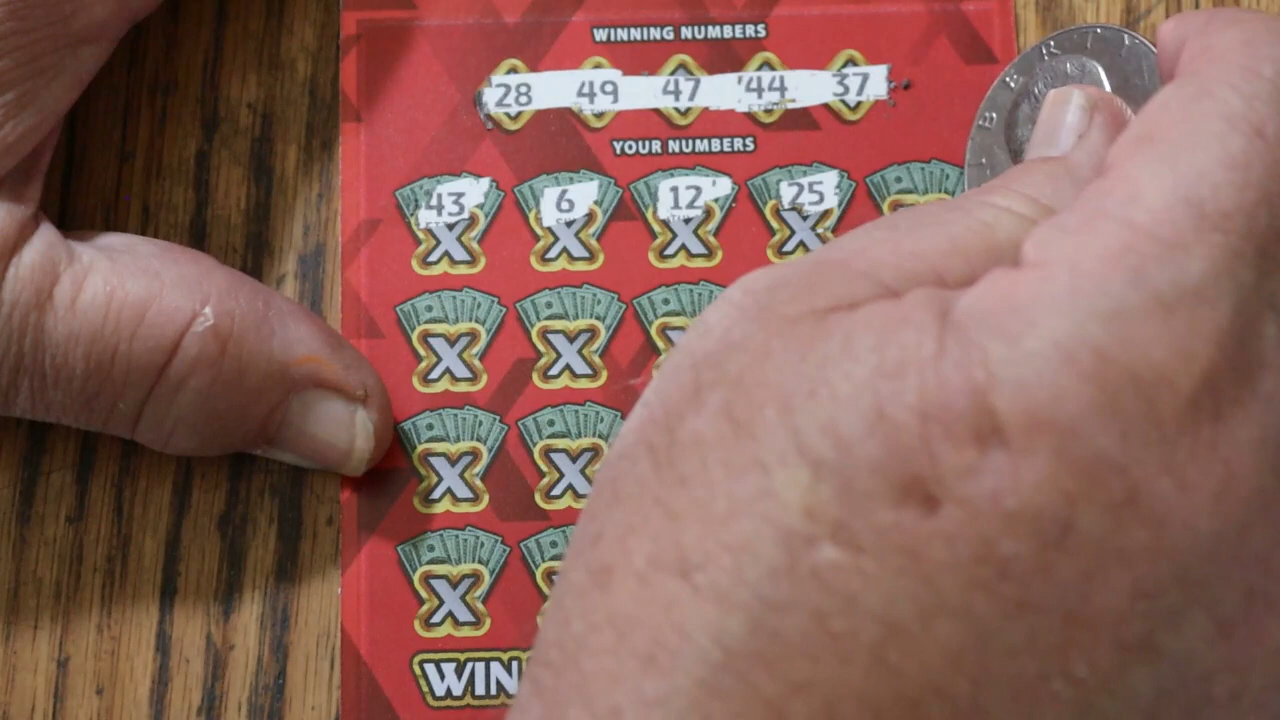 WINNING NUMBERS
28 49 47 44 37
YOUR NUMBERS
43 6 12 25
X X X X
X X
X X
X
WIN